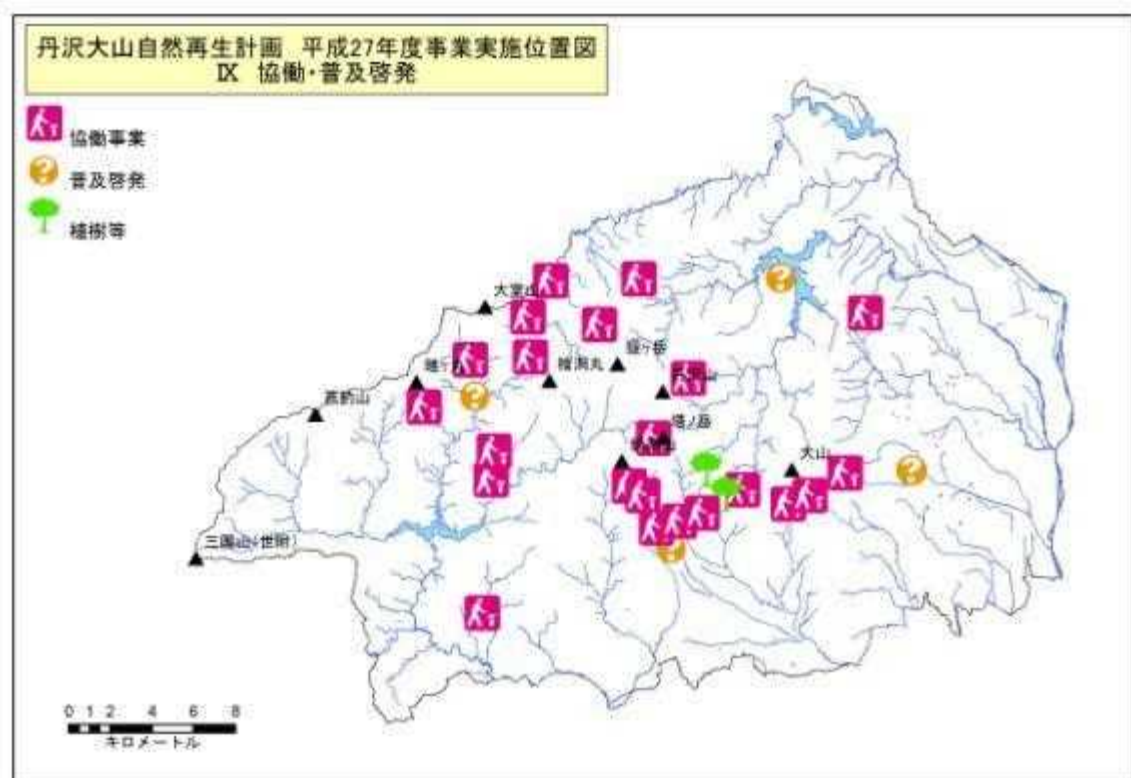 丹沢大山自然再生計画 平成27年度事業実施位置図
Ⅸ 協働・普及啓発
協働事業
普及啓発
植樹等
大室山
檜洞丸
蛭ヶ岳
菰釣山
塔ノ岳
大山
三国山(世附)
0 1 2 4 6 8
キロメートル